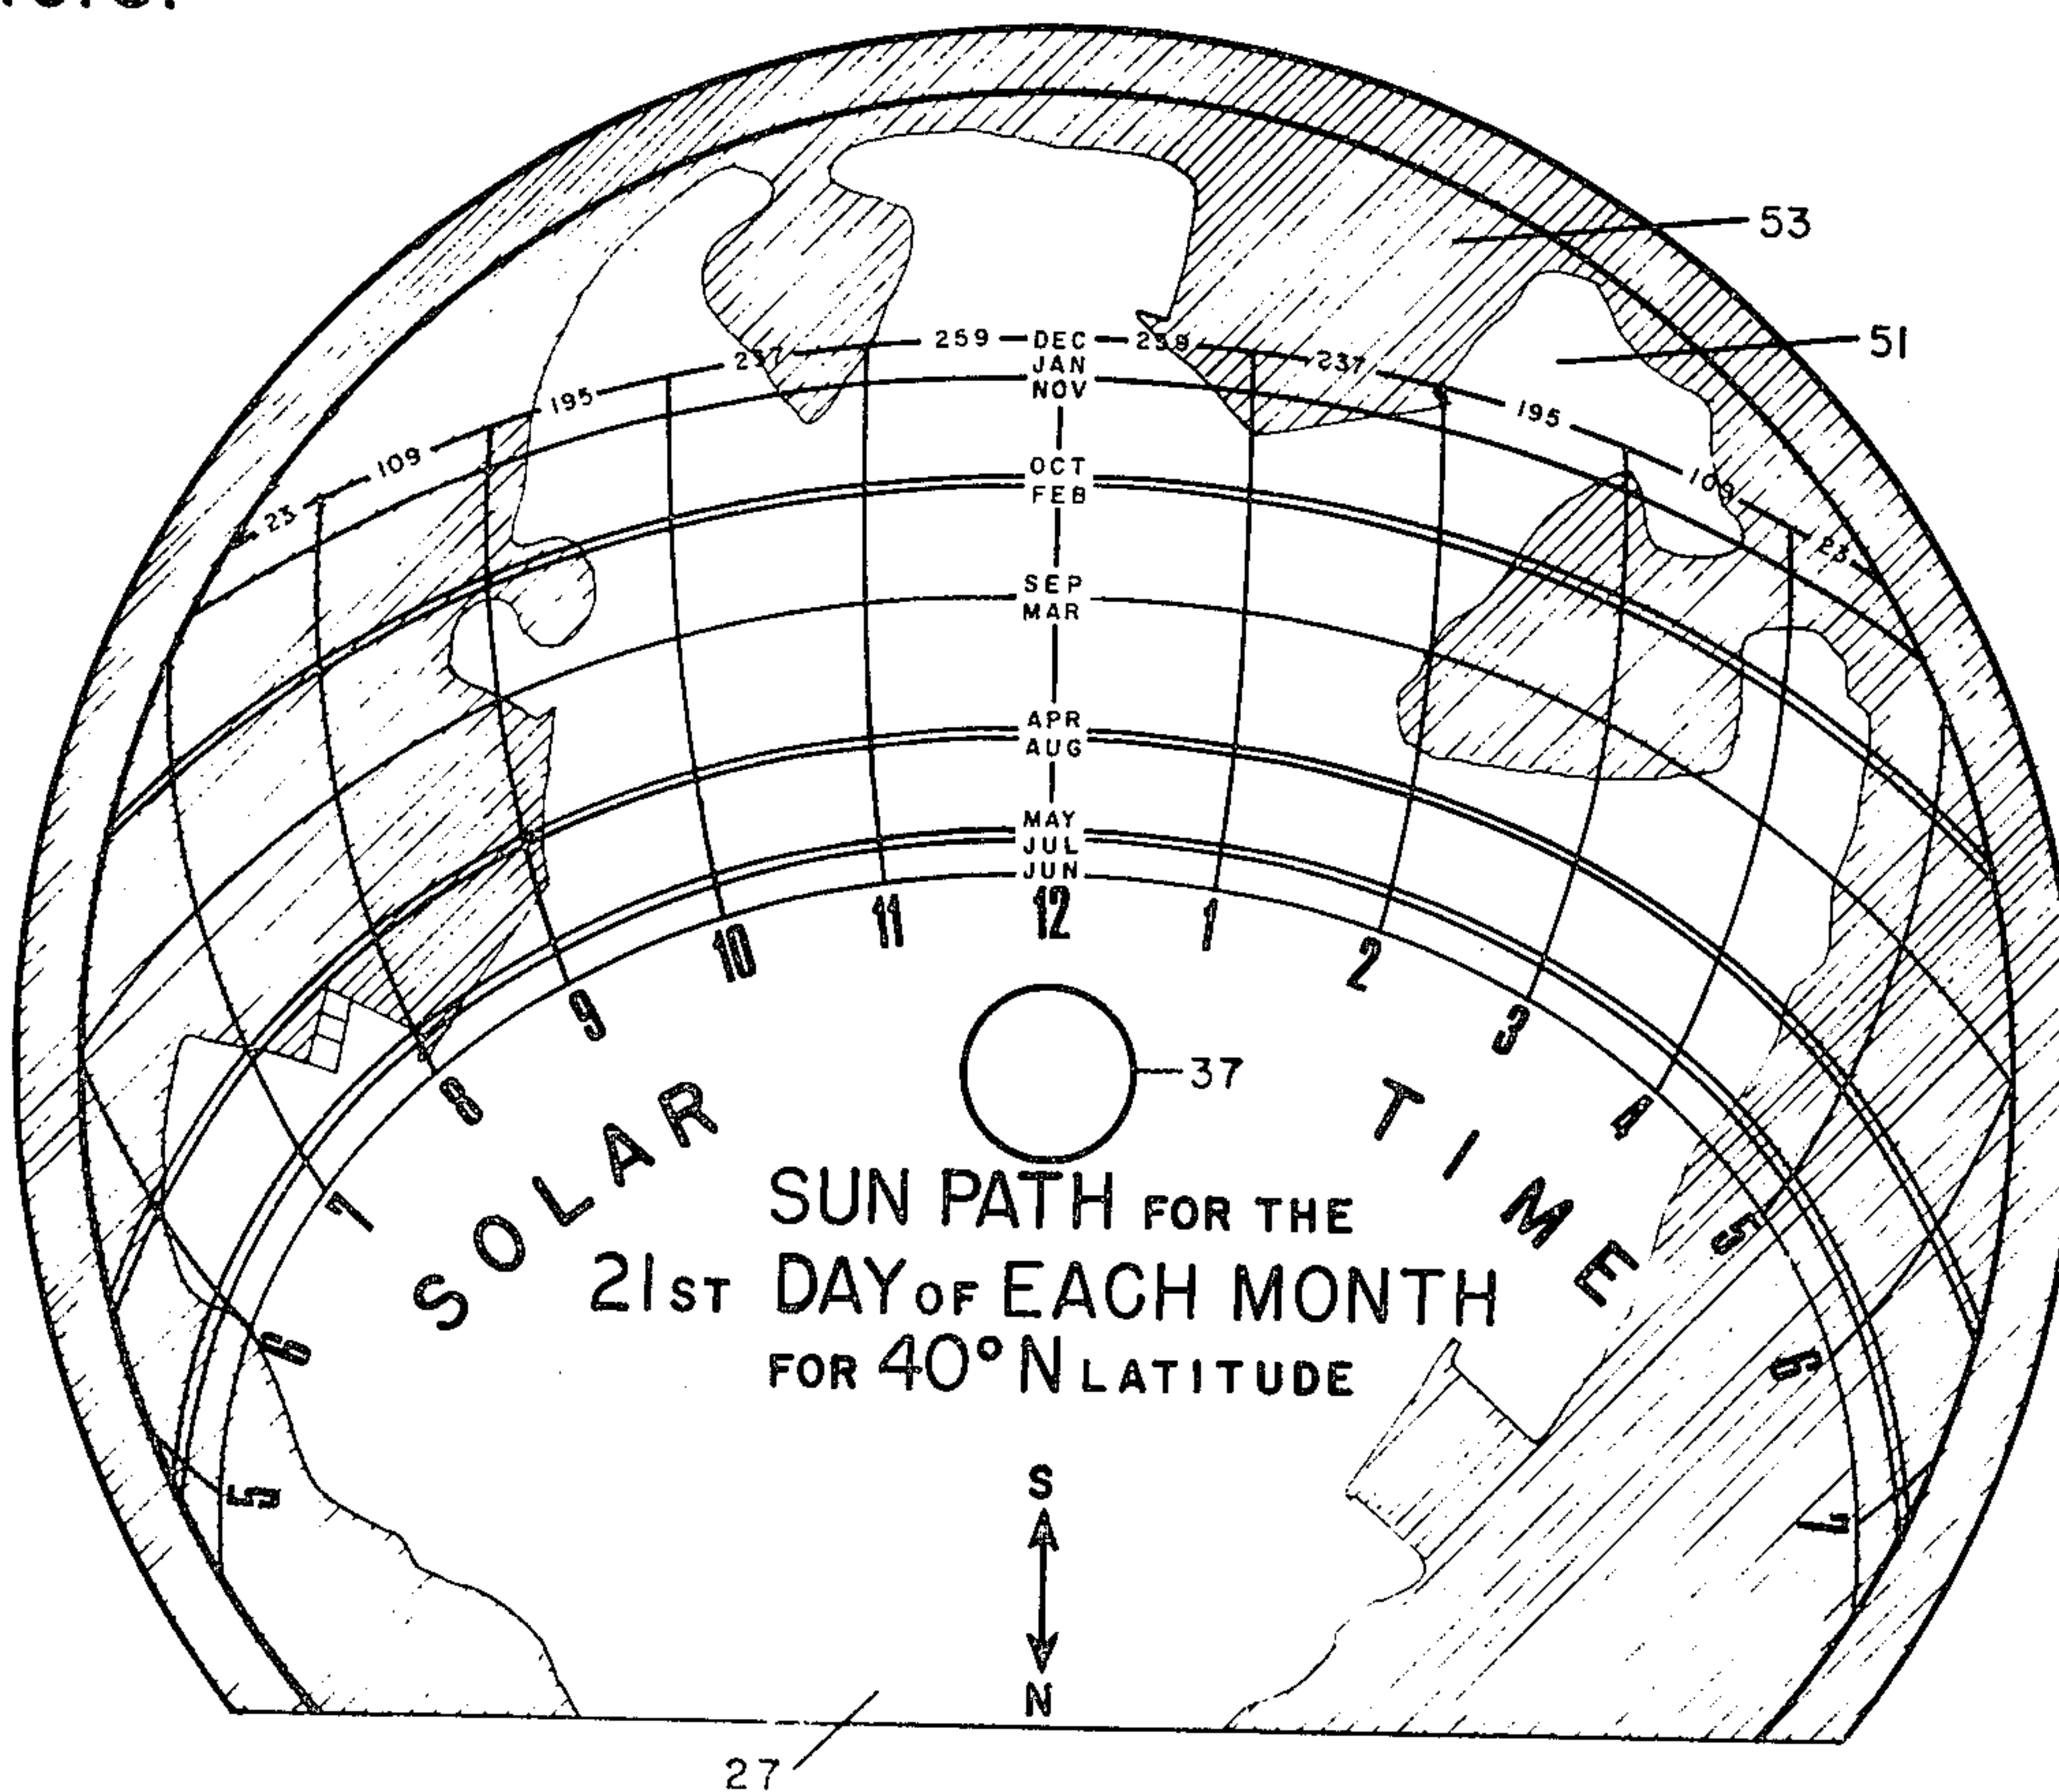 53
51
259 DEC 259
237 JAN 237
195 NOV 195
109 109
23 23
OCT
FEB
SEP
MAR
APR
AUG
MAY
JUL
JUN
5 6 7 8 9 10 11 12 1 2 3 4 5 6 7
37
SOLAR TIME
SUN PATH FOR THE
21ST DAY OF EACH MONTH
FOR 40° N LATITUDE
S
N
27